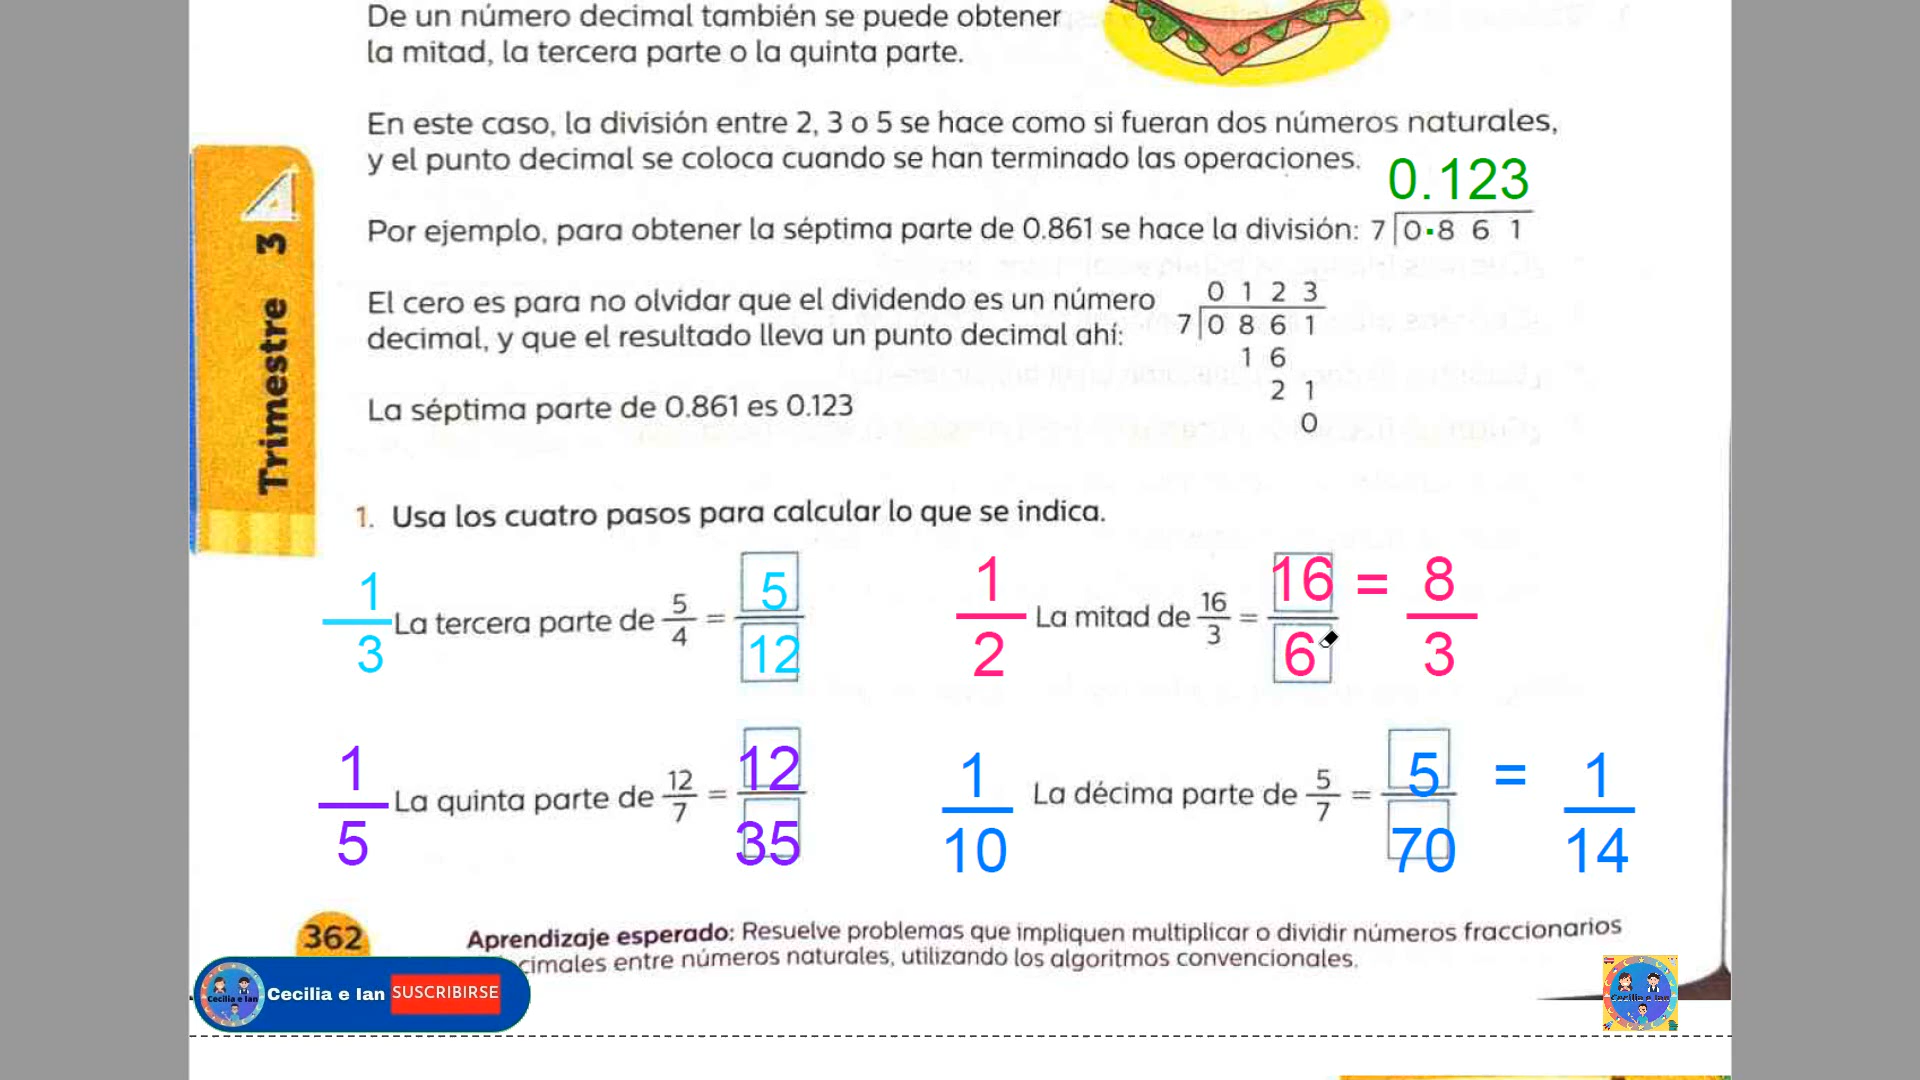 De un número decimal también se puede obtener
la mitad, la tercera parte o la quinta parte.
En este caso, la división entre 2, 3 o 5 se hace como si fueran dos números naturales,
y el punto decimal se coloca cuando se han terminado las operaciones.
0.123
Por ejemplo, para obtener la séptima parte de 0.861 se hace la división: 7 0.8 6 1
El cero es para no olvidar que el dividendo es un número
decimal, y que el resultado lleva un punto decimal ahí:
0 1 2 3
7 0 8 6 1
1 6
2 1
0
La séptima parte de 0.861 es 0.123
Trimestre 3
1. Usa los cuatro pasos para calcular lo que se indica.
1/3 La tercera parte de 5/4 = 5/12
1/2 La mitad de 16/3 = 16/6 = 8/3
1/5 La quinta parte de 12/7 = 12/35
1/10 La décima parte de 5/7 = 5/70 = 1/14
362
Aprendizaje esperado: Resuelve problemas que impliquen multiplicar o dividir números fraccionarios
cimales entre números naturales, utilizando los algoritmos convencionales.
Cecilia e Ian
Cecilia e Ian SUSCRIBIRSE
Cecilia e Ian